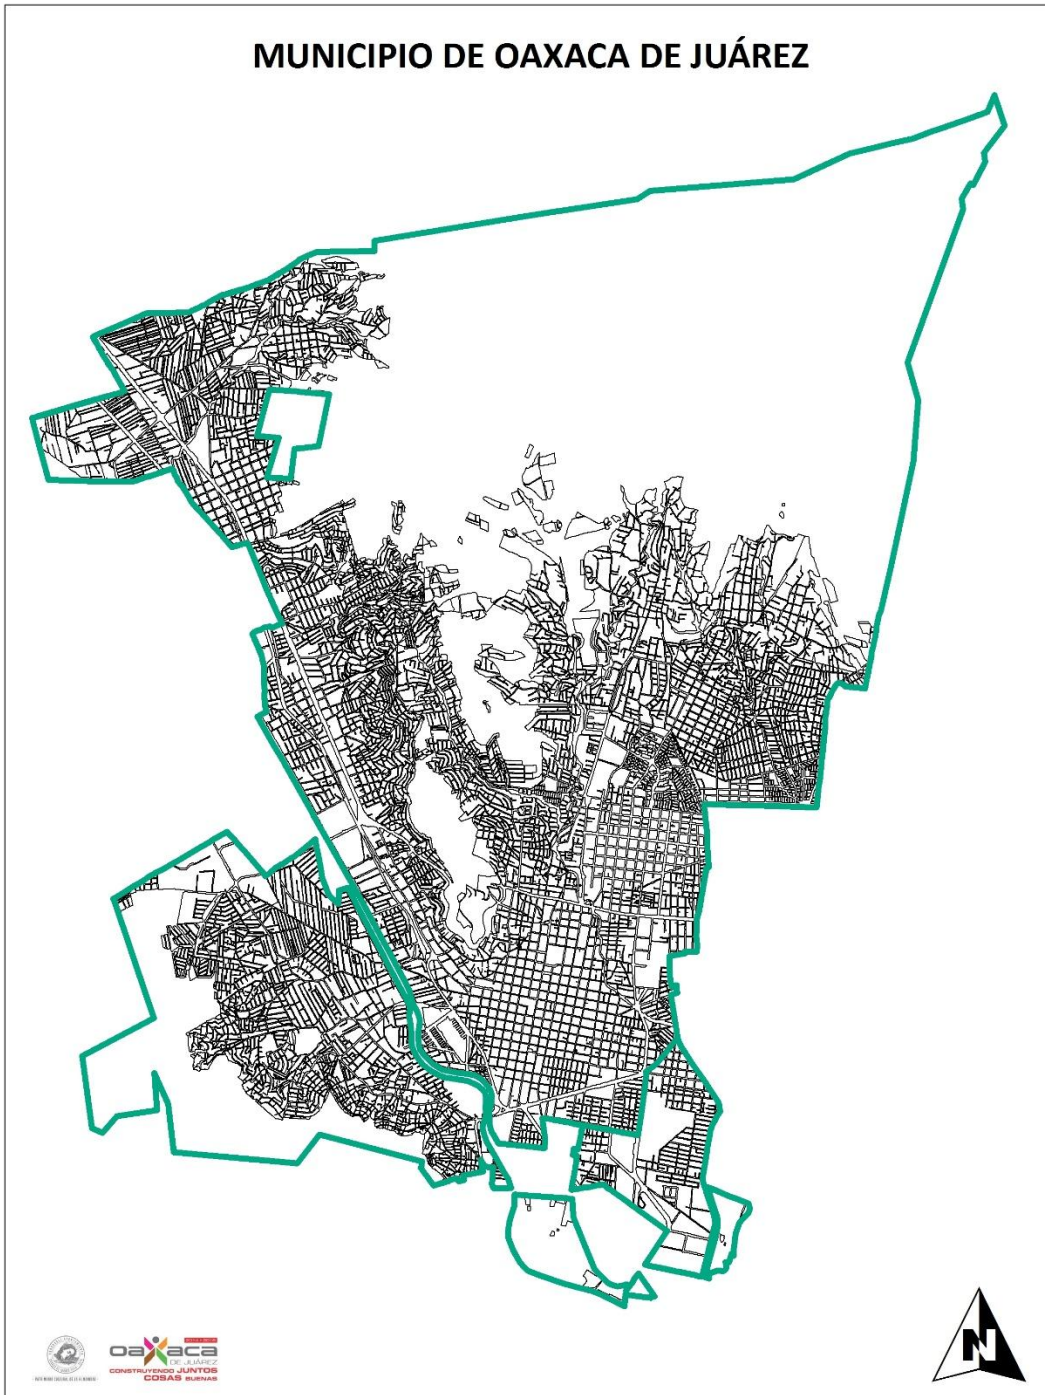 MUNICIPIO DE OAXACA DE JUÁREZ
oaxaca
DE JUÁREZ
CONSTRUYENDO JUNTOS
COSAS BUENAS
N